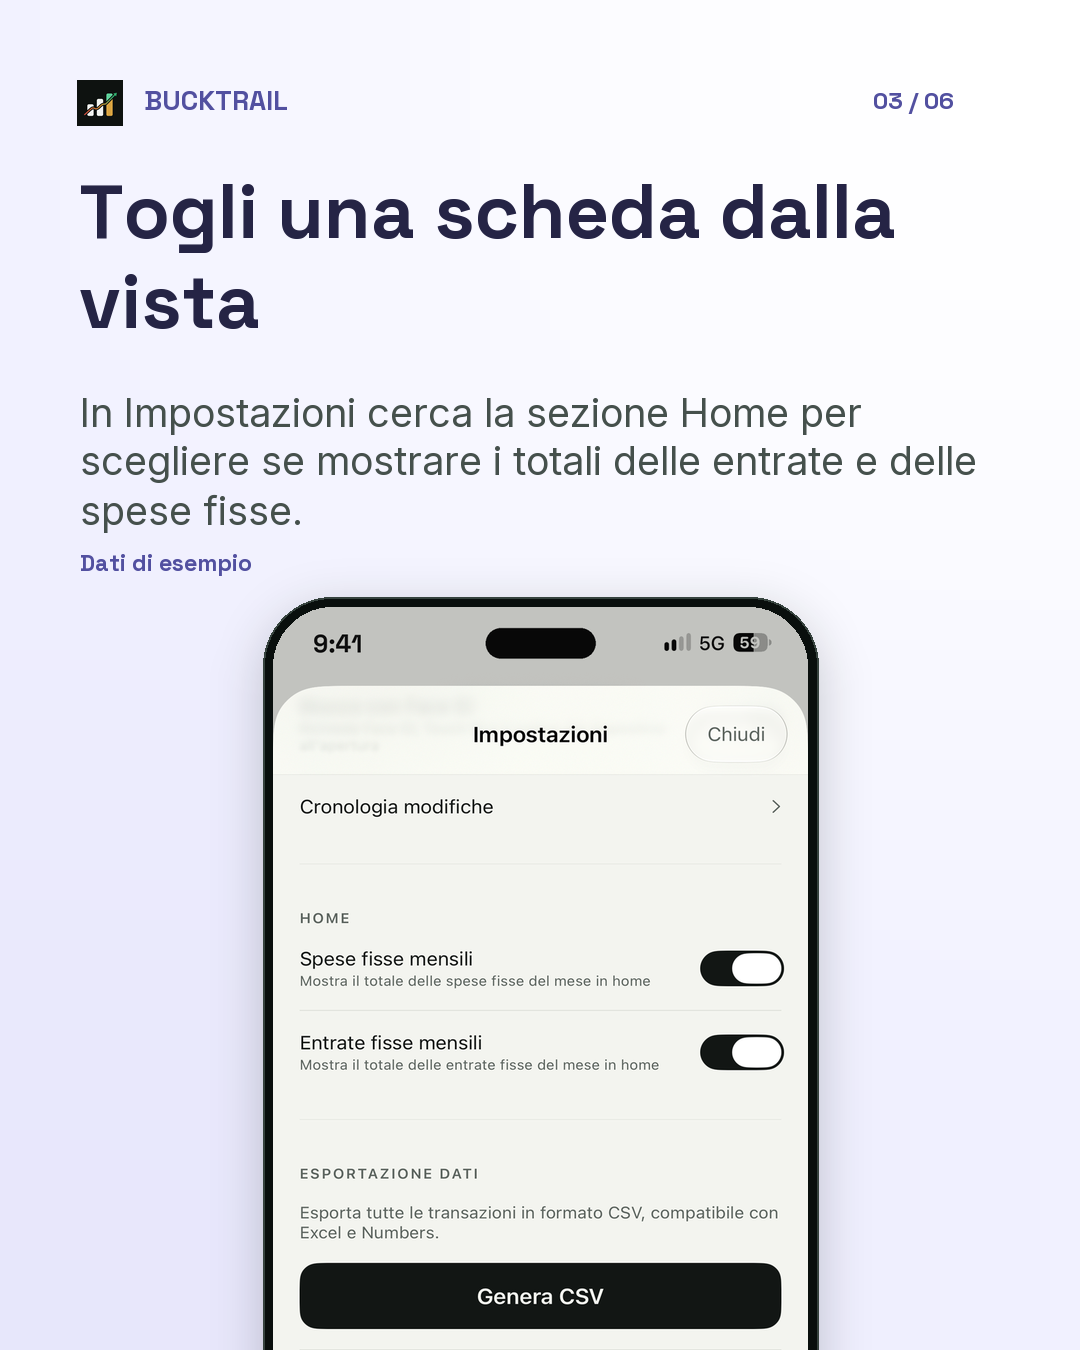 BUCKTRAIL
03 / 06
Togli una scheda dalla
vista
In Impostazioni cerca la sezione Home per
scegliere se mostrare i totali delle entrate e delle
spese fisse.
Dati di esempio
9:41
5G
59
Impostazioni
Chiudi
Cronologia modifiche
HOME
Spese fisse mensili
Mostra il totale delle spese fisse del mese in home
Entrate fisse mensili
Mostra il totale delle entrate fisse del mese in home
ESPORTAZIONE DATI
Esporta tutte le transazioni in formato CSV, compatibile con
Excel e Numbers.
Genera CSV